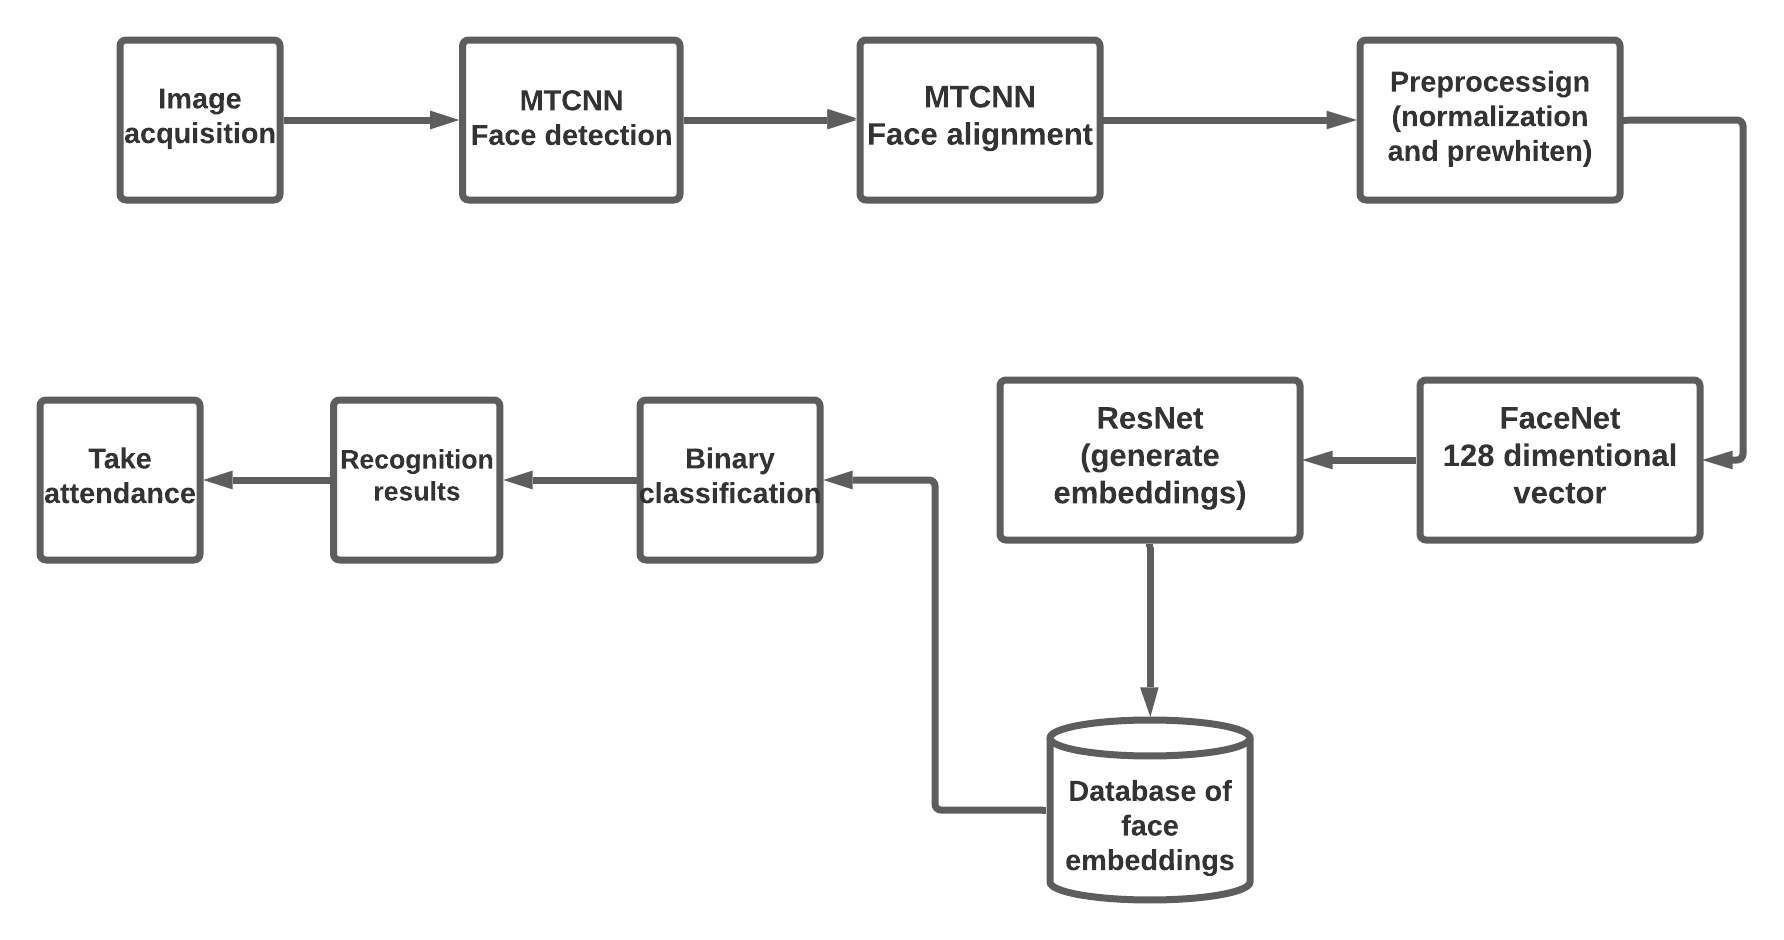 Image
acquisition
MTCNN
Face detection
MTCNN
Face alignment
Preprocessign
(normalization
and prewhiten)
FaceNet
128 dimentional
vector
ResNet
(generate
embeddings)
Database of
face
embeddings
Binary
classification
Recognition
results
Take
attendance